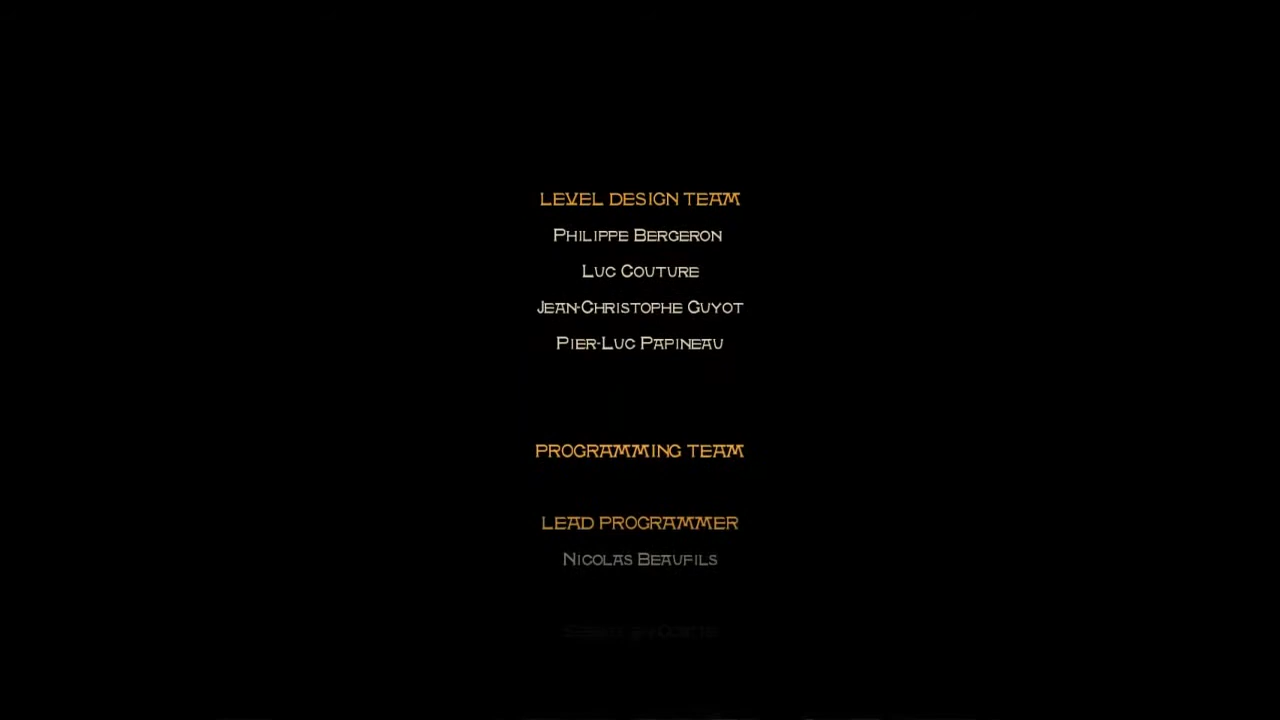 LEVEL DESIGN TEAM
PHILIPPE BERGERON
LUC COUTURE
JEAN-CHRISTOPHE GUYOT
PIER-LUC PAPINEAU
PROGRAMMING TEAM
LEAD PROGRAMMER
NICOLAS BEAUFILS